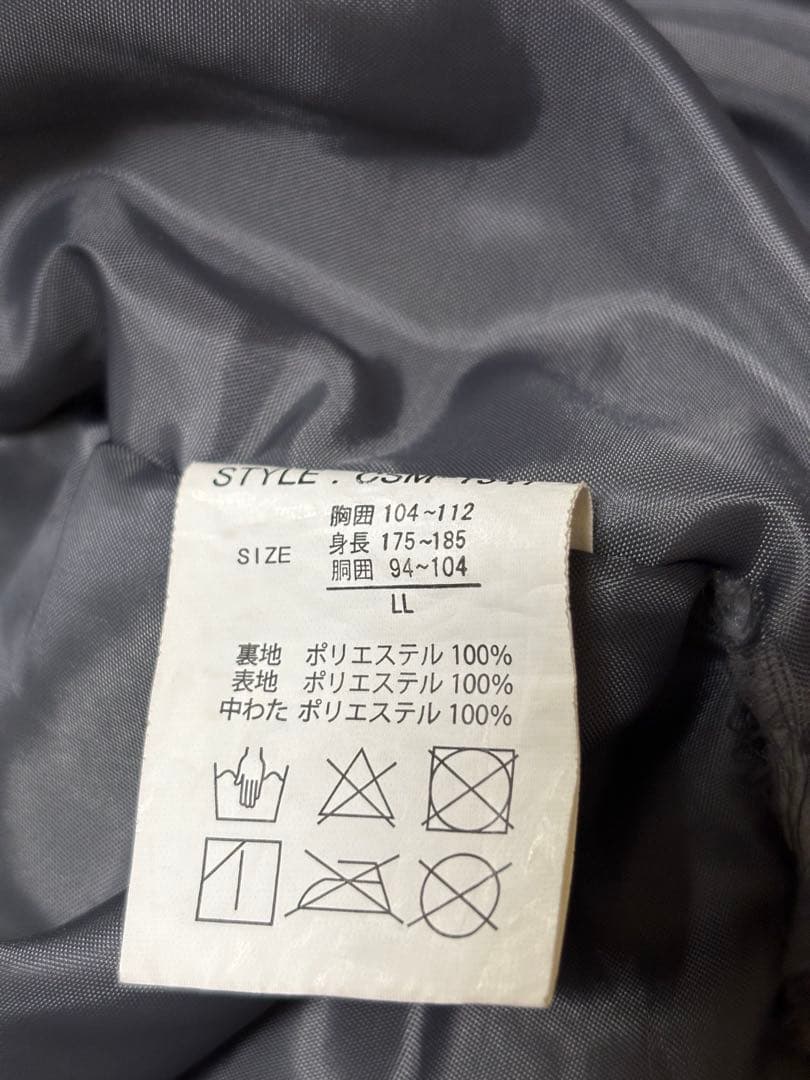 STYLE : CSM
胸囲 104~112
SIZE 身長 175~185
胴囲 94~104
LL
裏地 ポリエステル 100%
表地 ポリエステル 100%
中わた ポリエステル 100%